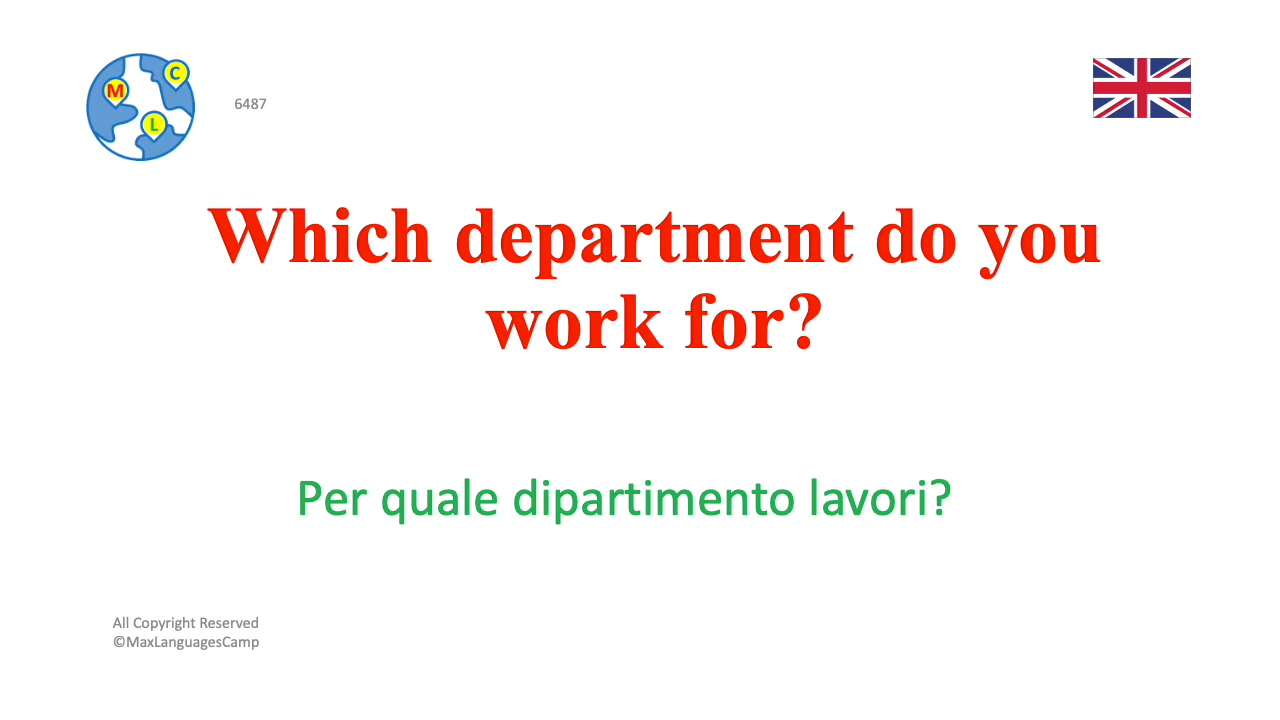 M
C
L
6487
Which department do you
work for?
Per quale dipartimento lavori?
All Copyright Reserved
©MaxLanguagesCamp